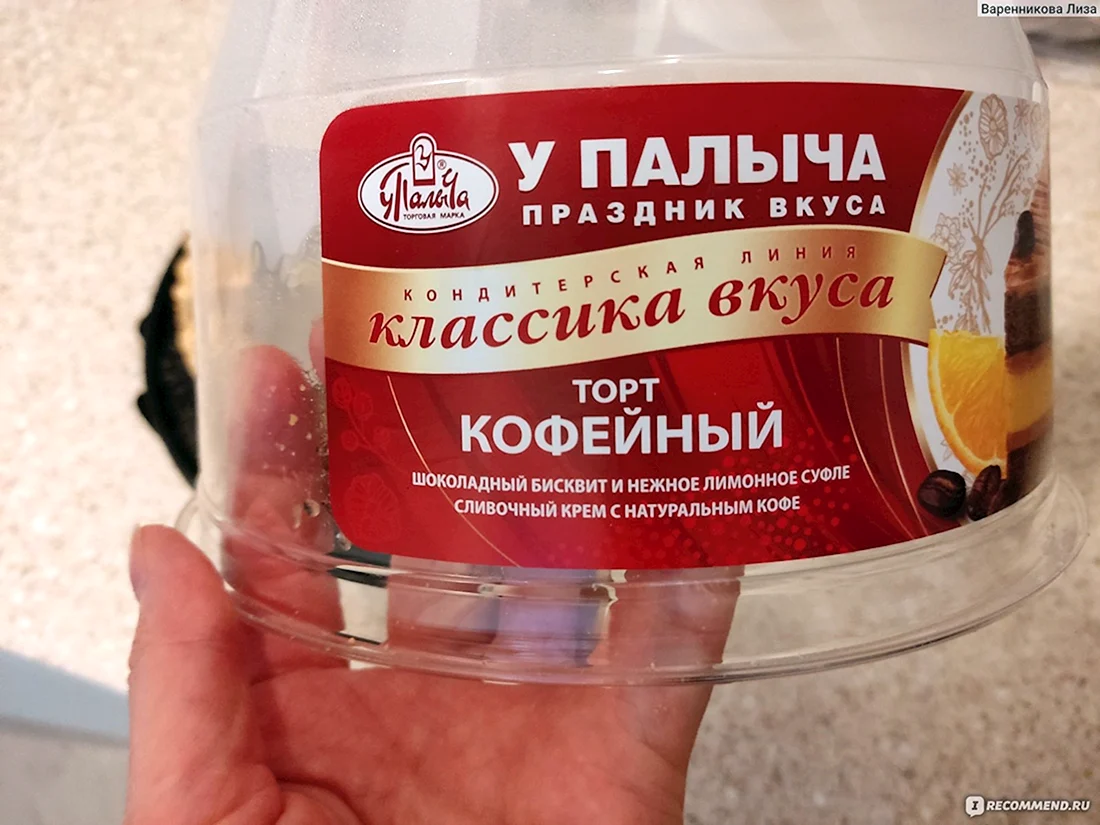 Варенникова Лиза
У Палыча
®
ТОРГОВАЯ МАРКА
У ПАЛЫЧА
ПРАЗДНИК ВКУСА
КОНДИТЕРСКАЯ ЛИНИЯ
классика вкуса
ТОРТ
КОФЕЙНЫЙ
ШОКОЛАДНЫЙ БИСКВИТ И НЕЖНОЕ ЛИМОННОЕ СУФЛЕ
СЛИВОЧНЫЙ КРЕМ С НАТУРАЛЬНЫМ КОФЕ
IRECOMMEND.RU